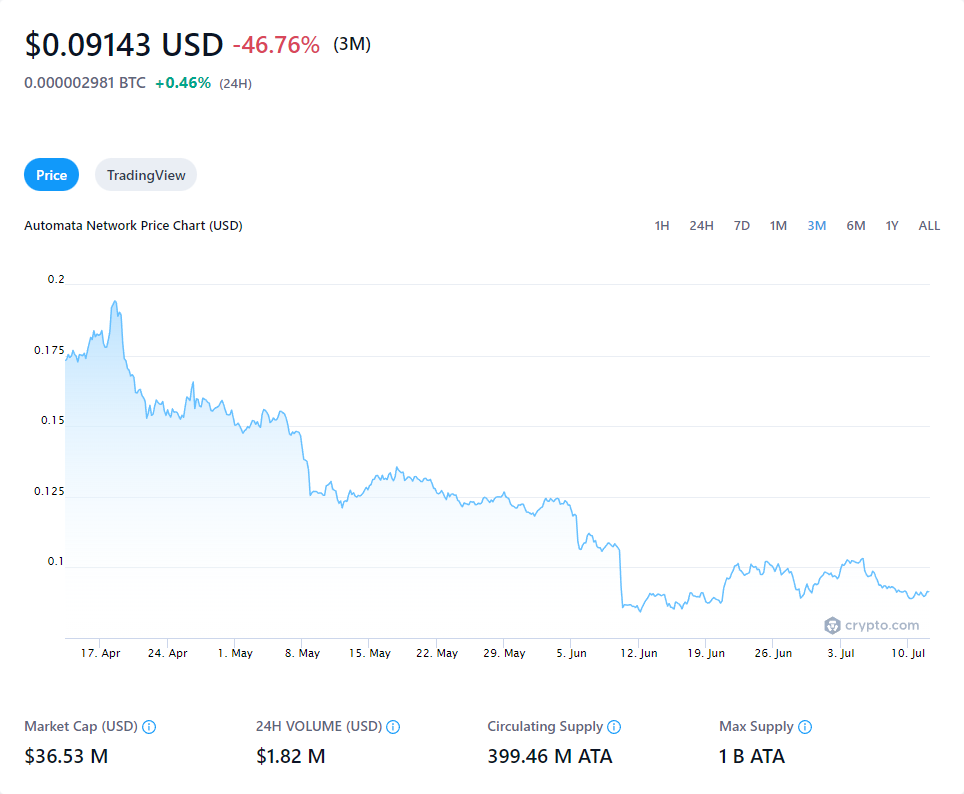 $0.09143 USD -46.76% (3M)
0.000002981 BTC +0.46% (24H)
Price TradingView
Automata Network Price Chart (USD) 1H 24H 7D 1M 3M 6M 1Y ALL
0.2
0.175
0.15
0.125
0.1
crypto.com
17. Apr 24. Apr 1. May 8. May 15. May 22. May 29. May 5. Jun 12. Jun 19. Jun 26. Jun 3. Jul 10. Jul
Market Cap (USD) 24H VOLUME (USD) Circulating Supply Max Supply
$36.53 M $1.82 M 399.46 M ATA 1 B ATA